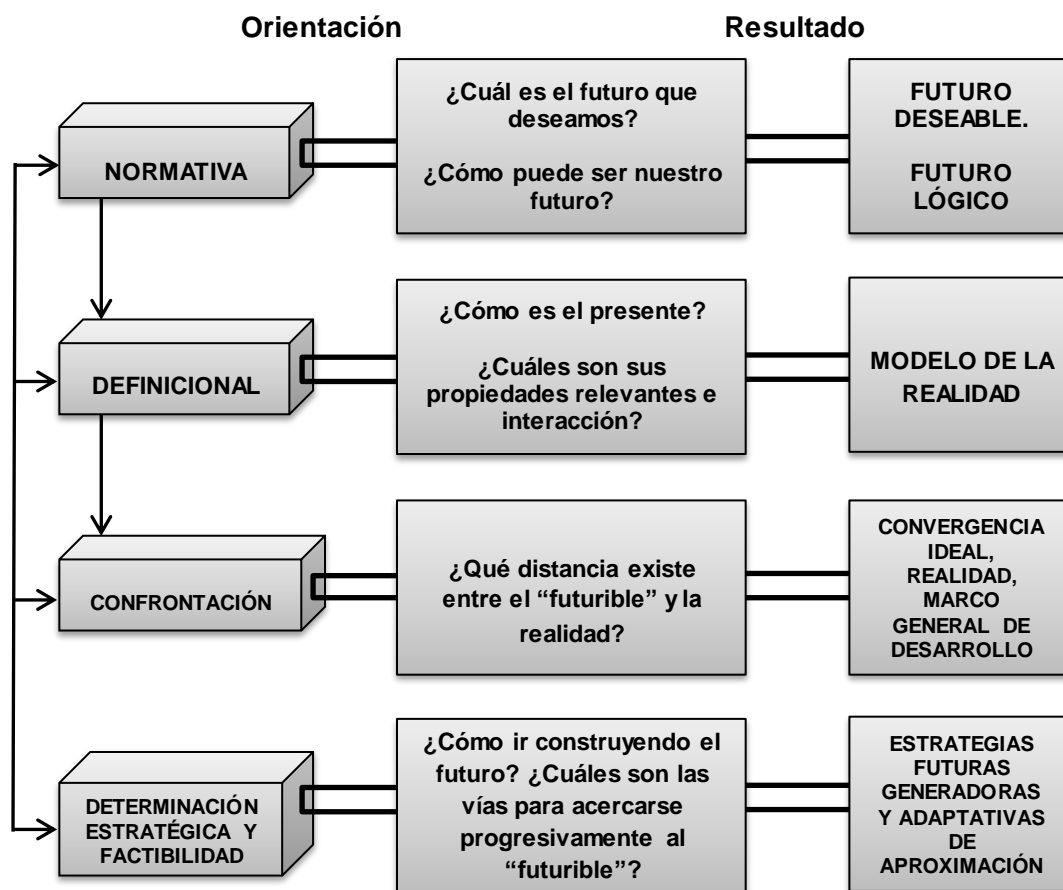 Orientación
Resultado
NORMATIVA
¿Cuál es el futuro que
deseamos?
¿Cómo puede ser nuestro
futuro?
FUTURO
DESEABLE.
FUTURO
LÓGICO
DEFINICIONAL
¿Cómo es el presente?
¿Cuáles son sus
propiedades relevantes e
interacción?
MODELO DE LA
REALIDAD
CONFRONTACIÓN
¿Qué distancia existe
entre el “futurible” y la
realidad?
CONVERGENCIA
IDEAL,
REALIDAD,
MARCO
GENERAL DE
DESARROLLO
DETERMINACIÓN
ESTRATÉGICA Y
FACTIBILIDAD
¿Cómo ir construyendo el
futuro? ¿Cuáles son las
vías para acercarse
progresivamente al
“futurible”?
ESTRATEGIAS
FUTURAS
GENERADORAS
Y ADAPTATIVAS
DE
APROXIMACIÓN